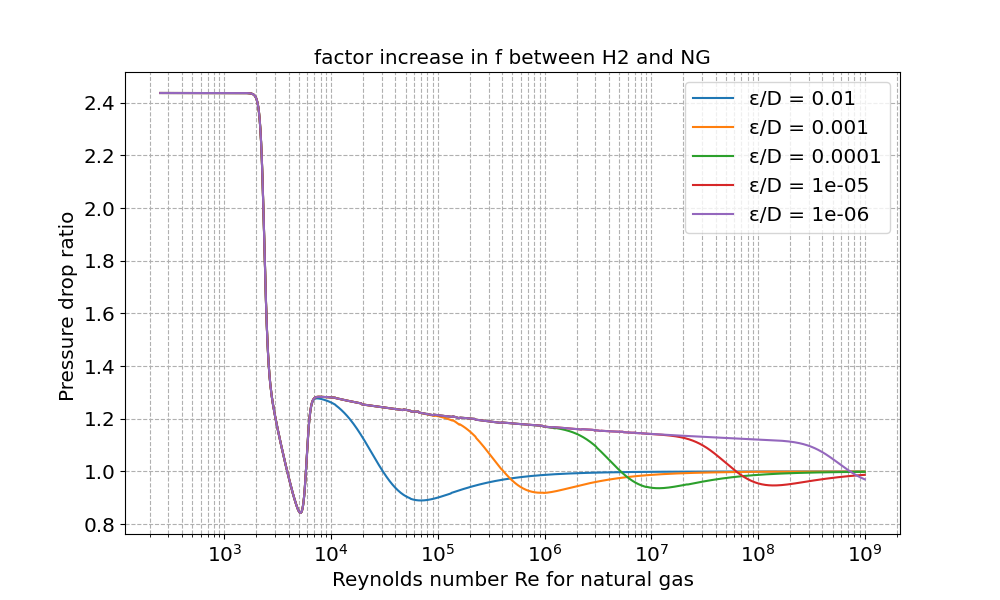 factor increase in f between H2 and NG
Pressure drop ratio
2.4
2.2
2.0
1.8
1.6
1.4
1.2
1.0
0.8
ε/D = 0.01
ε/D = 0.001
ε/D = 0.0001
ε/D = 1e-05
ε/D = 1e-06
10³ 10⁴ 10⁵ 10⁶ 10⁷ 10⁸ 10⁹
Reynolds number Re for natural gas